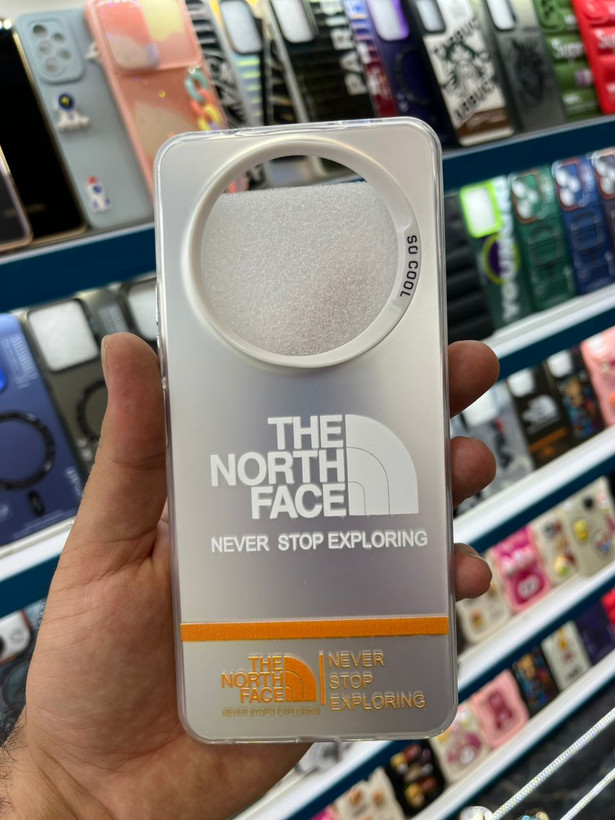 SO COOL
THE
NORTH
FACE
NEVER STOP EXPLORING
THE
NORTH
FACE
NEVER STOP'D EXPLORING
NEVER
STOP
EXPLORING